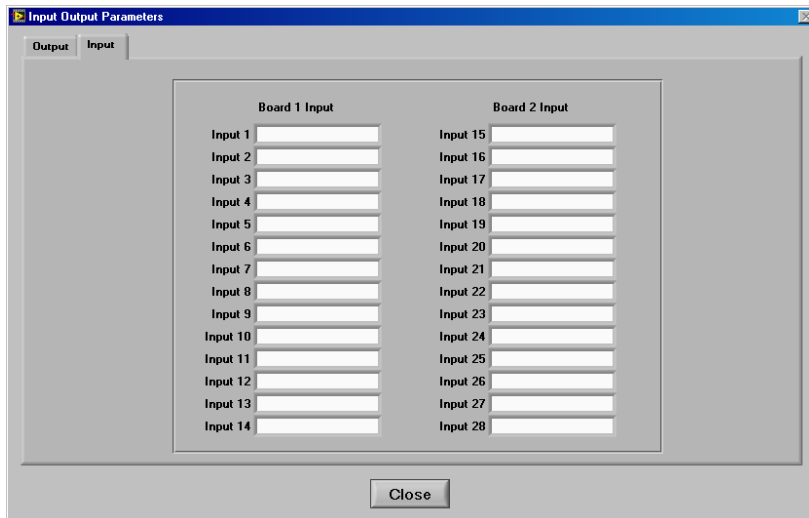 Input Output Parameters
Output Input
Board 1 Input Board 2 Input
Input 1 Input 15
Input 2 Input 16
Input 3 Input 17
Input 4 Input 18
Input 5 Input 19
Input 6 Input 20
Input 7 Input 21
Input 8 Input 22
Input 9 Input 23
Input 10 Input 24
Input 11 Input 25
Input 12 Input 26
Input 13 Input 27
Input 14 Input 28
Close